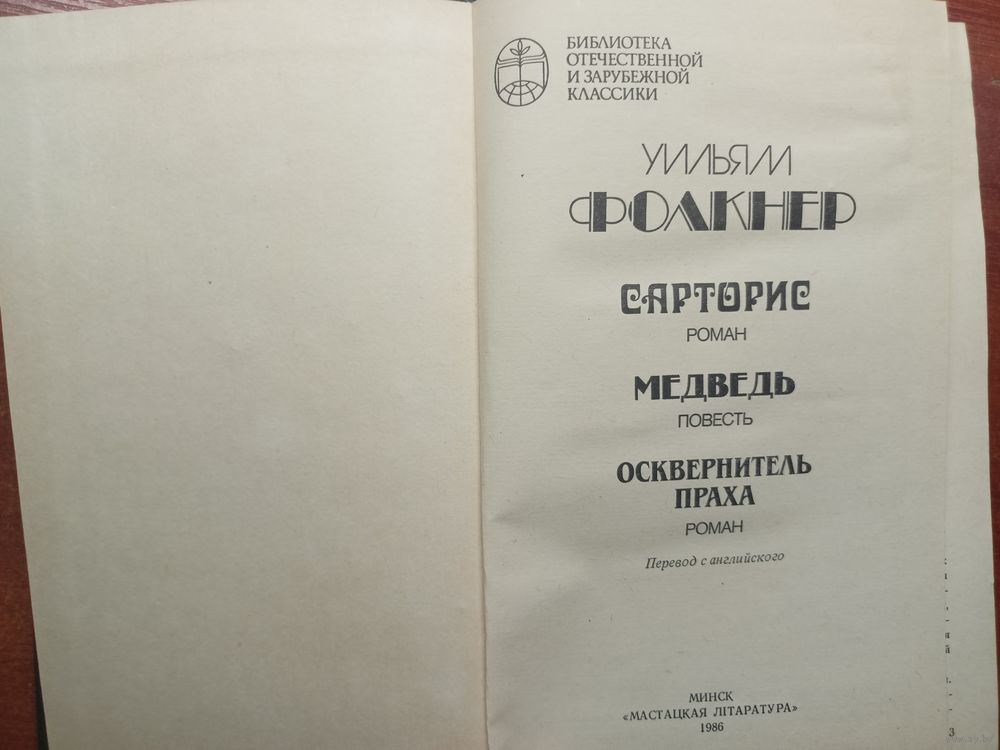 БИБЛИОТЕКА
ОТЕЧЕСТВЕННОЙ
И ЗАРУБЕЖНОЙ
КЛАССИКИ
УИЛЬЯМ
ФОЛКНЕР
САРТОРИС
РОМАН
МЕДВЕДЬ
ПОВЕСТЬ
ОСКВЕРНИТЕЛЬ
ПРАХА
РОМАН
Перевод с английского
МИНСК
«МАСТАЦКАЯ ЛІТАРАТУРА»
1986
3